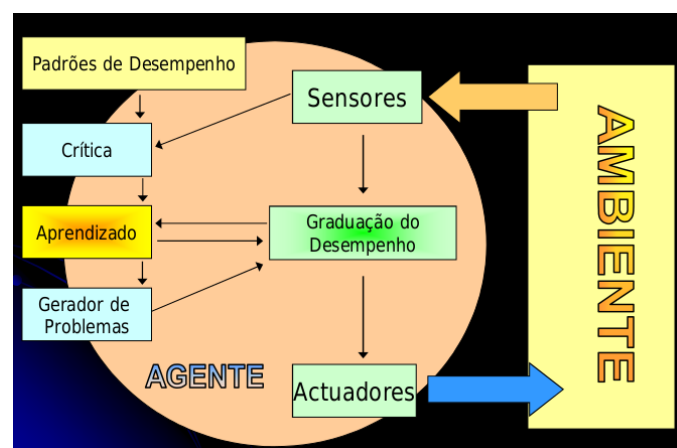 Padrões de Desempenho
Sensores
Crítica
Aprendizado
Graduação do
Desempenho
Gerador de
Problemas
AGENTE
Actuadores
AMBIENTE